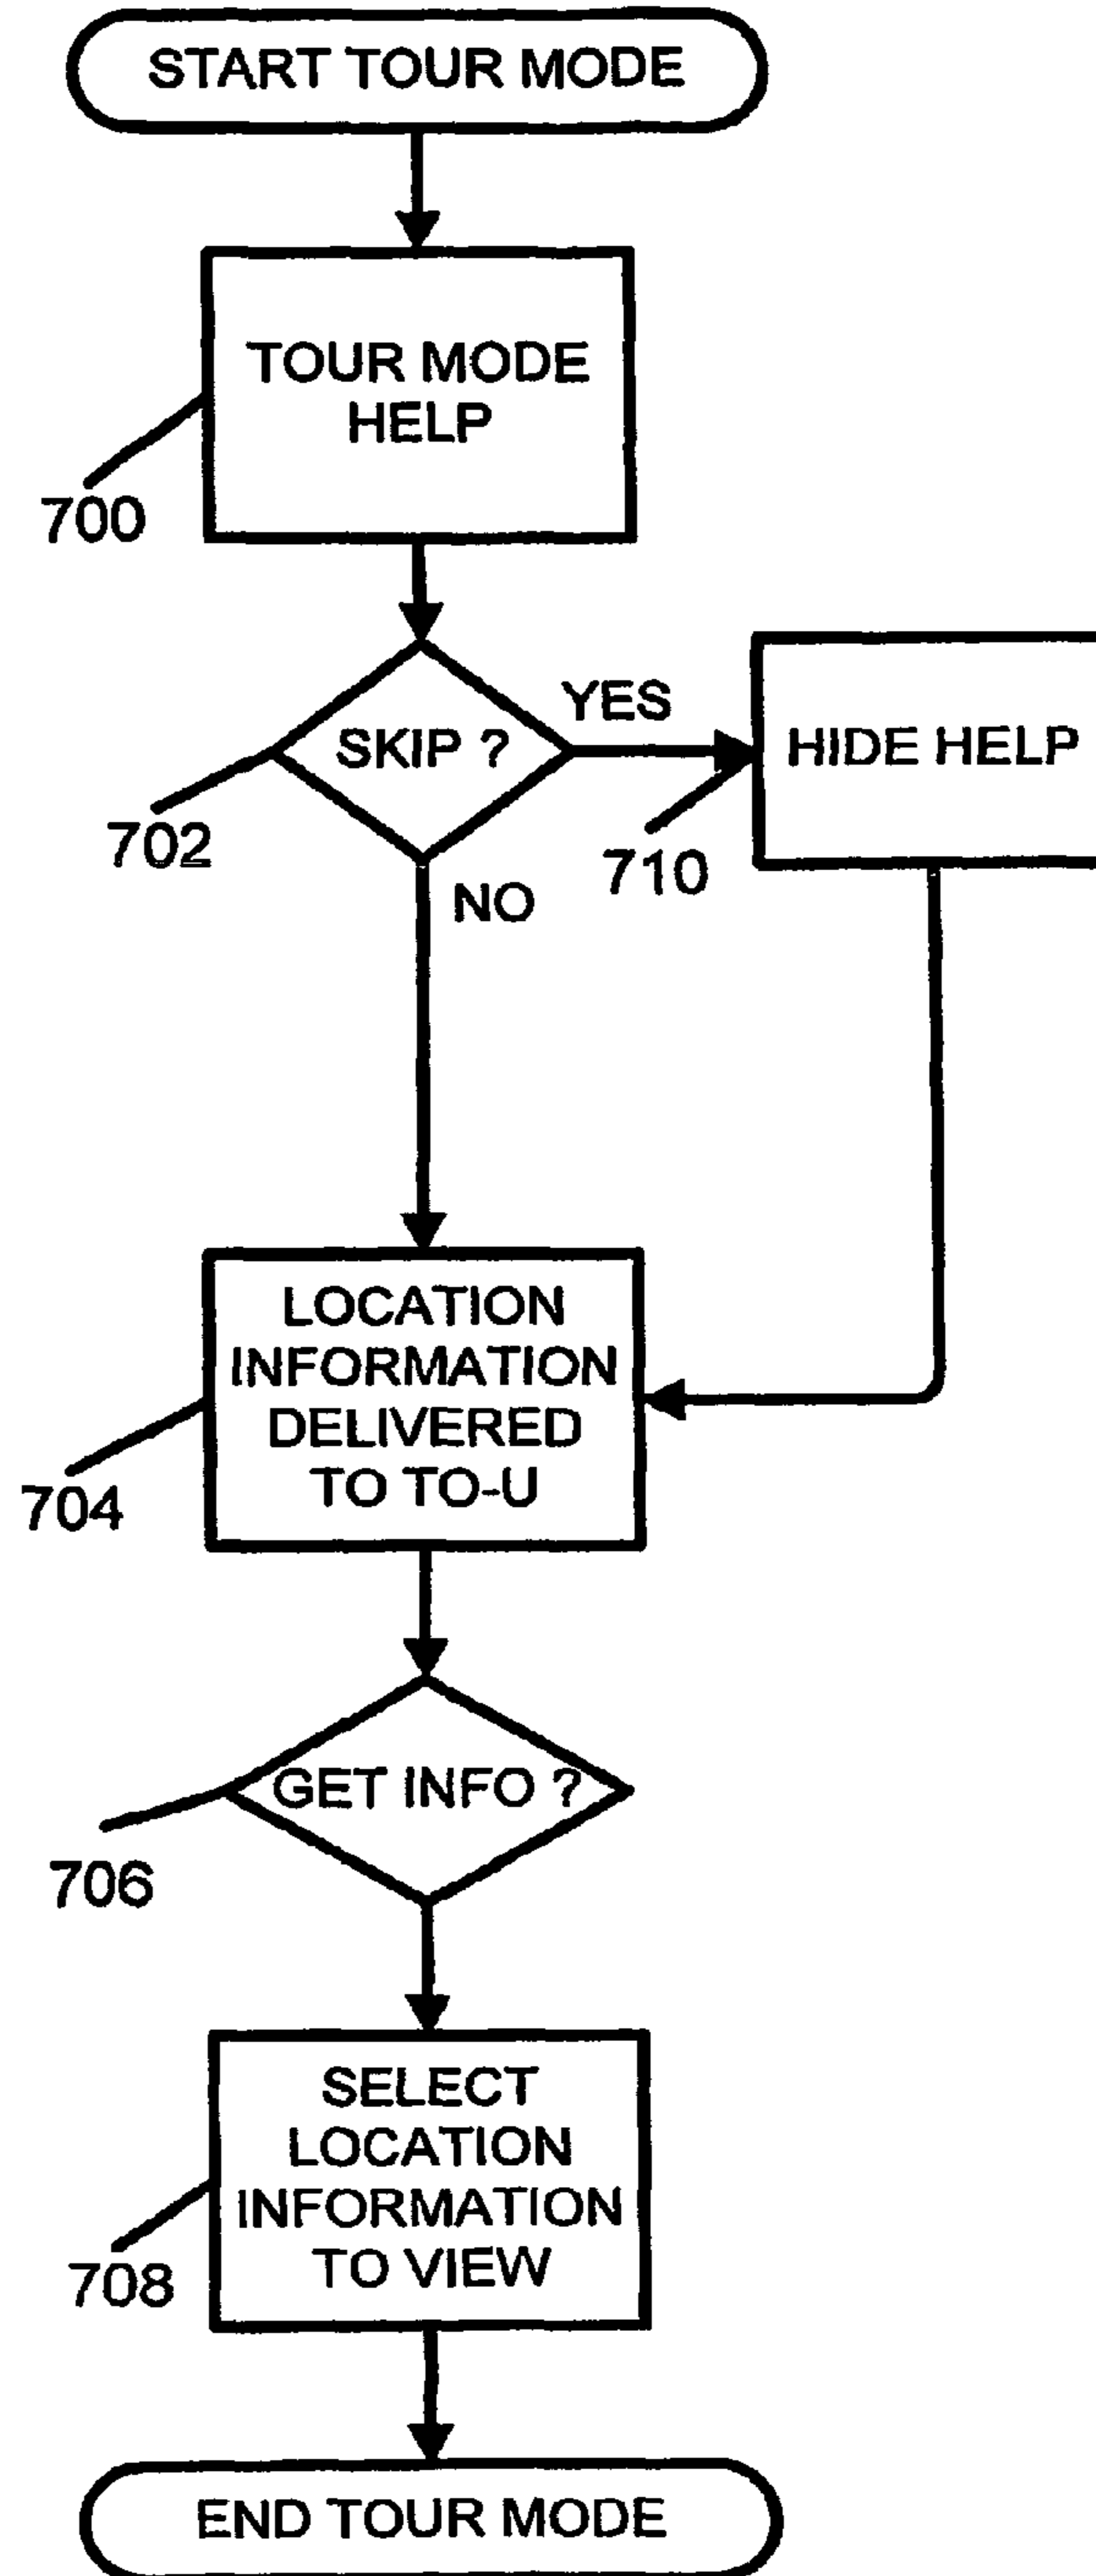 START TOUR MODE
TOUR MODE
HELP
700
SKIP ?
YES
HIDE HELP
702
710
NO
LOCATION
INFORMATION
DELIVERED
TO TO-U
704
GET INFO ?
706
SELECT
LOCATION
INFORMATION
TO VIEW
708
END TOUR MODE